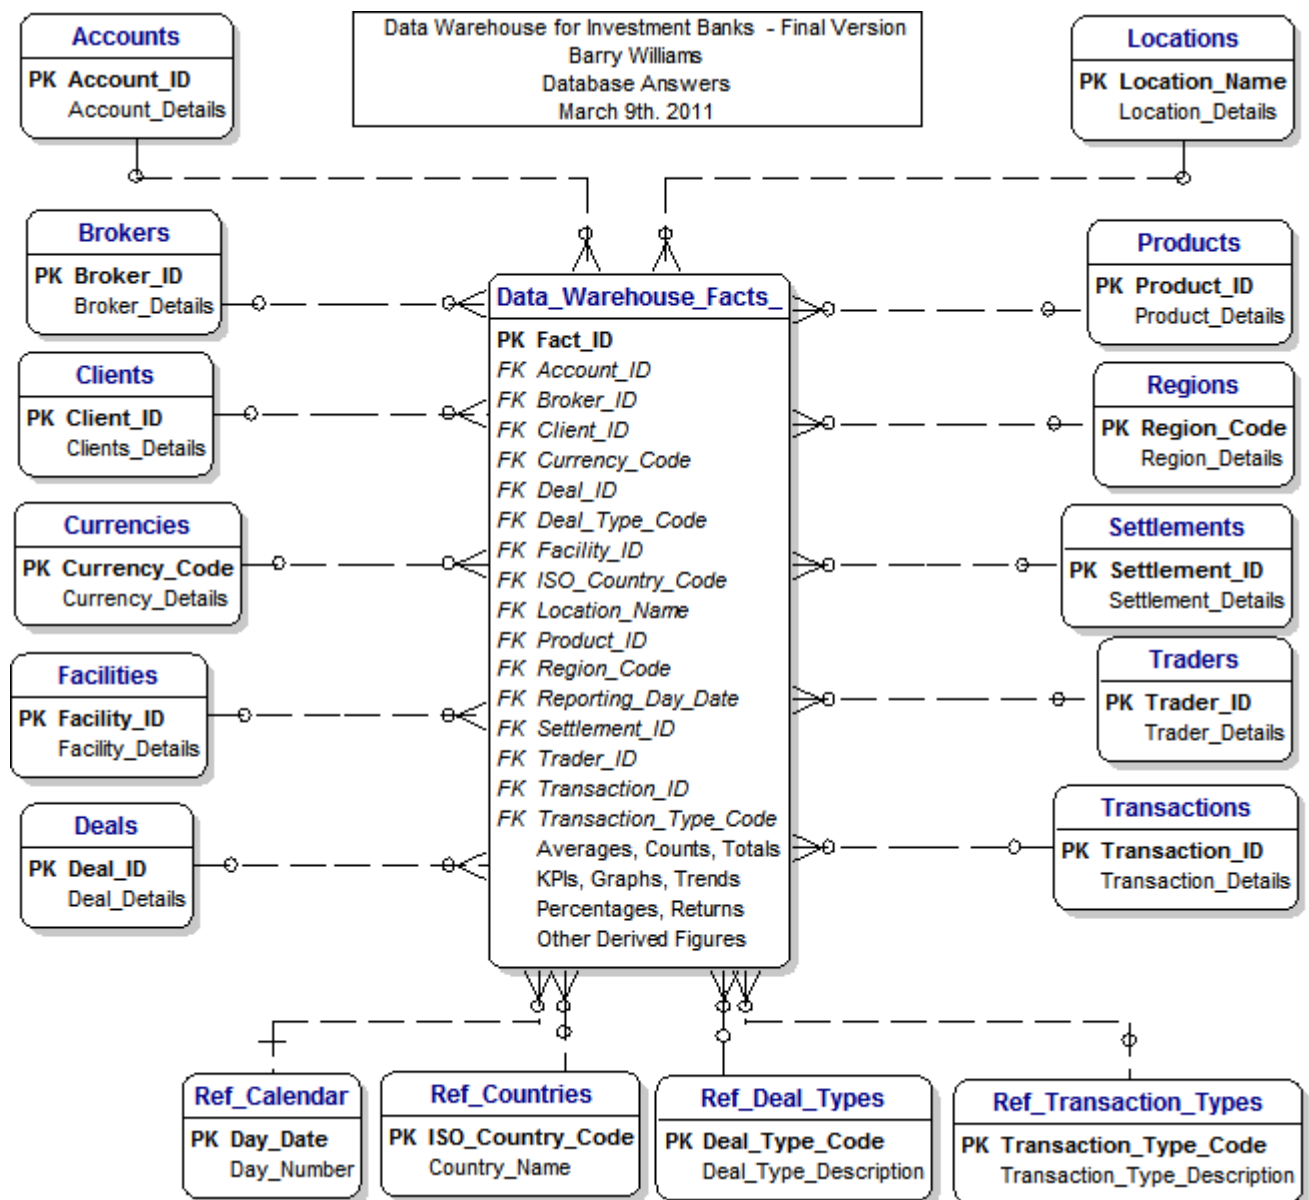 Data Warehouse for Investment Banks - Final Version
Barry Williams
Database Answers
March 9th. 2011
Accounts
PK Account_ID
Account_Details
Locations
PK Location_Name
Location_Details
Brokers
PK Broker_ID
Broker_Details
Clients
PK Client_ID
Clients_Details
Currencies
PK Currency_Code
Currency_Details
Facilities
PK Facility_ID
Facility_Details
Deals
PK Deal_ID
Deal_Details
Data_Warehouse_Facts_
PK Fact_ID
FK Account_ID
FK Broker_ID
FK Client_ID
FK Currency_Code
FK Deal_ID
FK Deal_Type_Code
FK Facility_ID
FK ISO_Country_Code
FK Location_Name
FK Product_ID
FK Region_Code
FK Reporting_Day_Date
FK Settlement_ID
FK Trader_ID
FK Transaction_ID
FK Transaction_Type_Code
Averages, Counts, Totals
KPIs, Graphs, Trends
Percentages, Returns
Other Derived Figures
Products
PK Product_ID
Product_Details
Regions
PK Region_Code
Region_Details
Settlements
PK Settlement_ID
Settlement_Details
Traders
PK Trader_ID
Trader_Details
Transactions
PK Transaction_ID
Transaction_Details
Ref_Calendar
PK Day_Date
Day_Number
Ref_Countries
PK ISO_Country_Code
Country_Name
Ref_Deal_Types
PK Deal_Type_Code
Deal_Type_Description
Ref_Transaction_Types
PK Transaction_Type_Code
Transaction_Type_Description